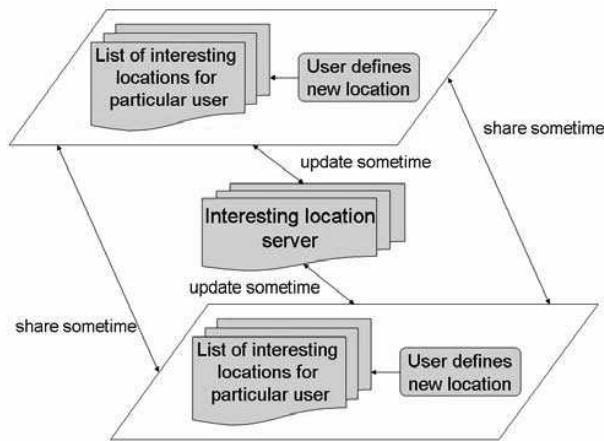 List of interesting
locations for
particular user
User defines
new location
share sometime
update sometime
Interesting location
server
update sometime
share sometime
List of interesting
locations for
particular user
User defines
new location